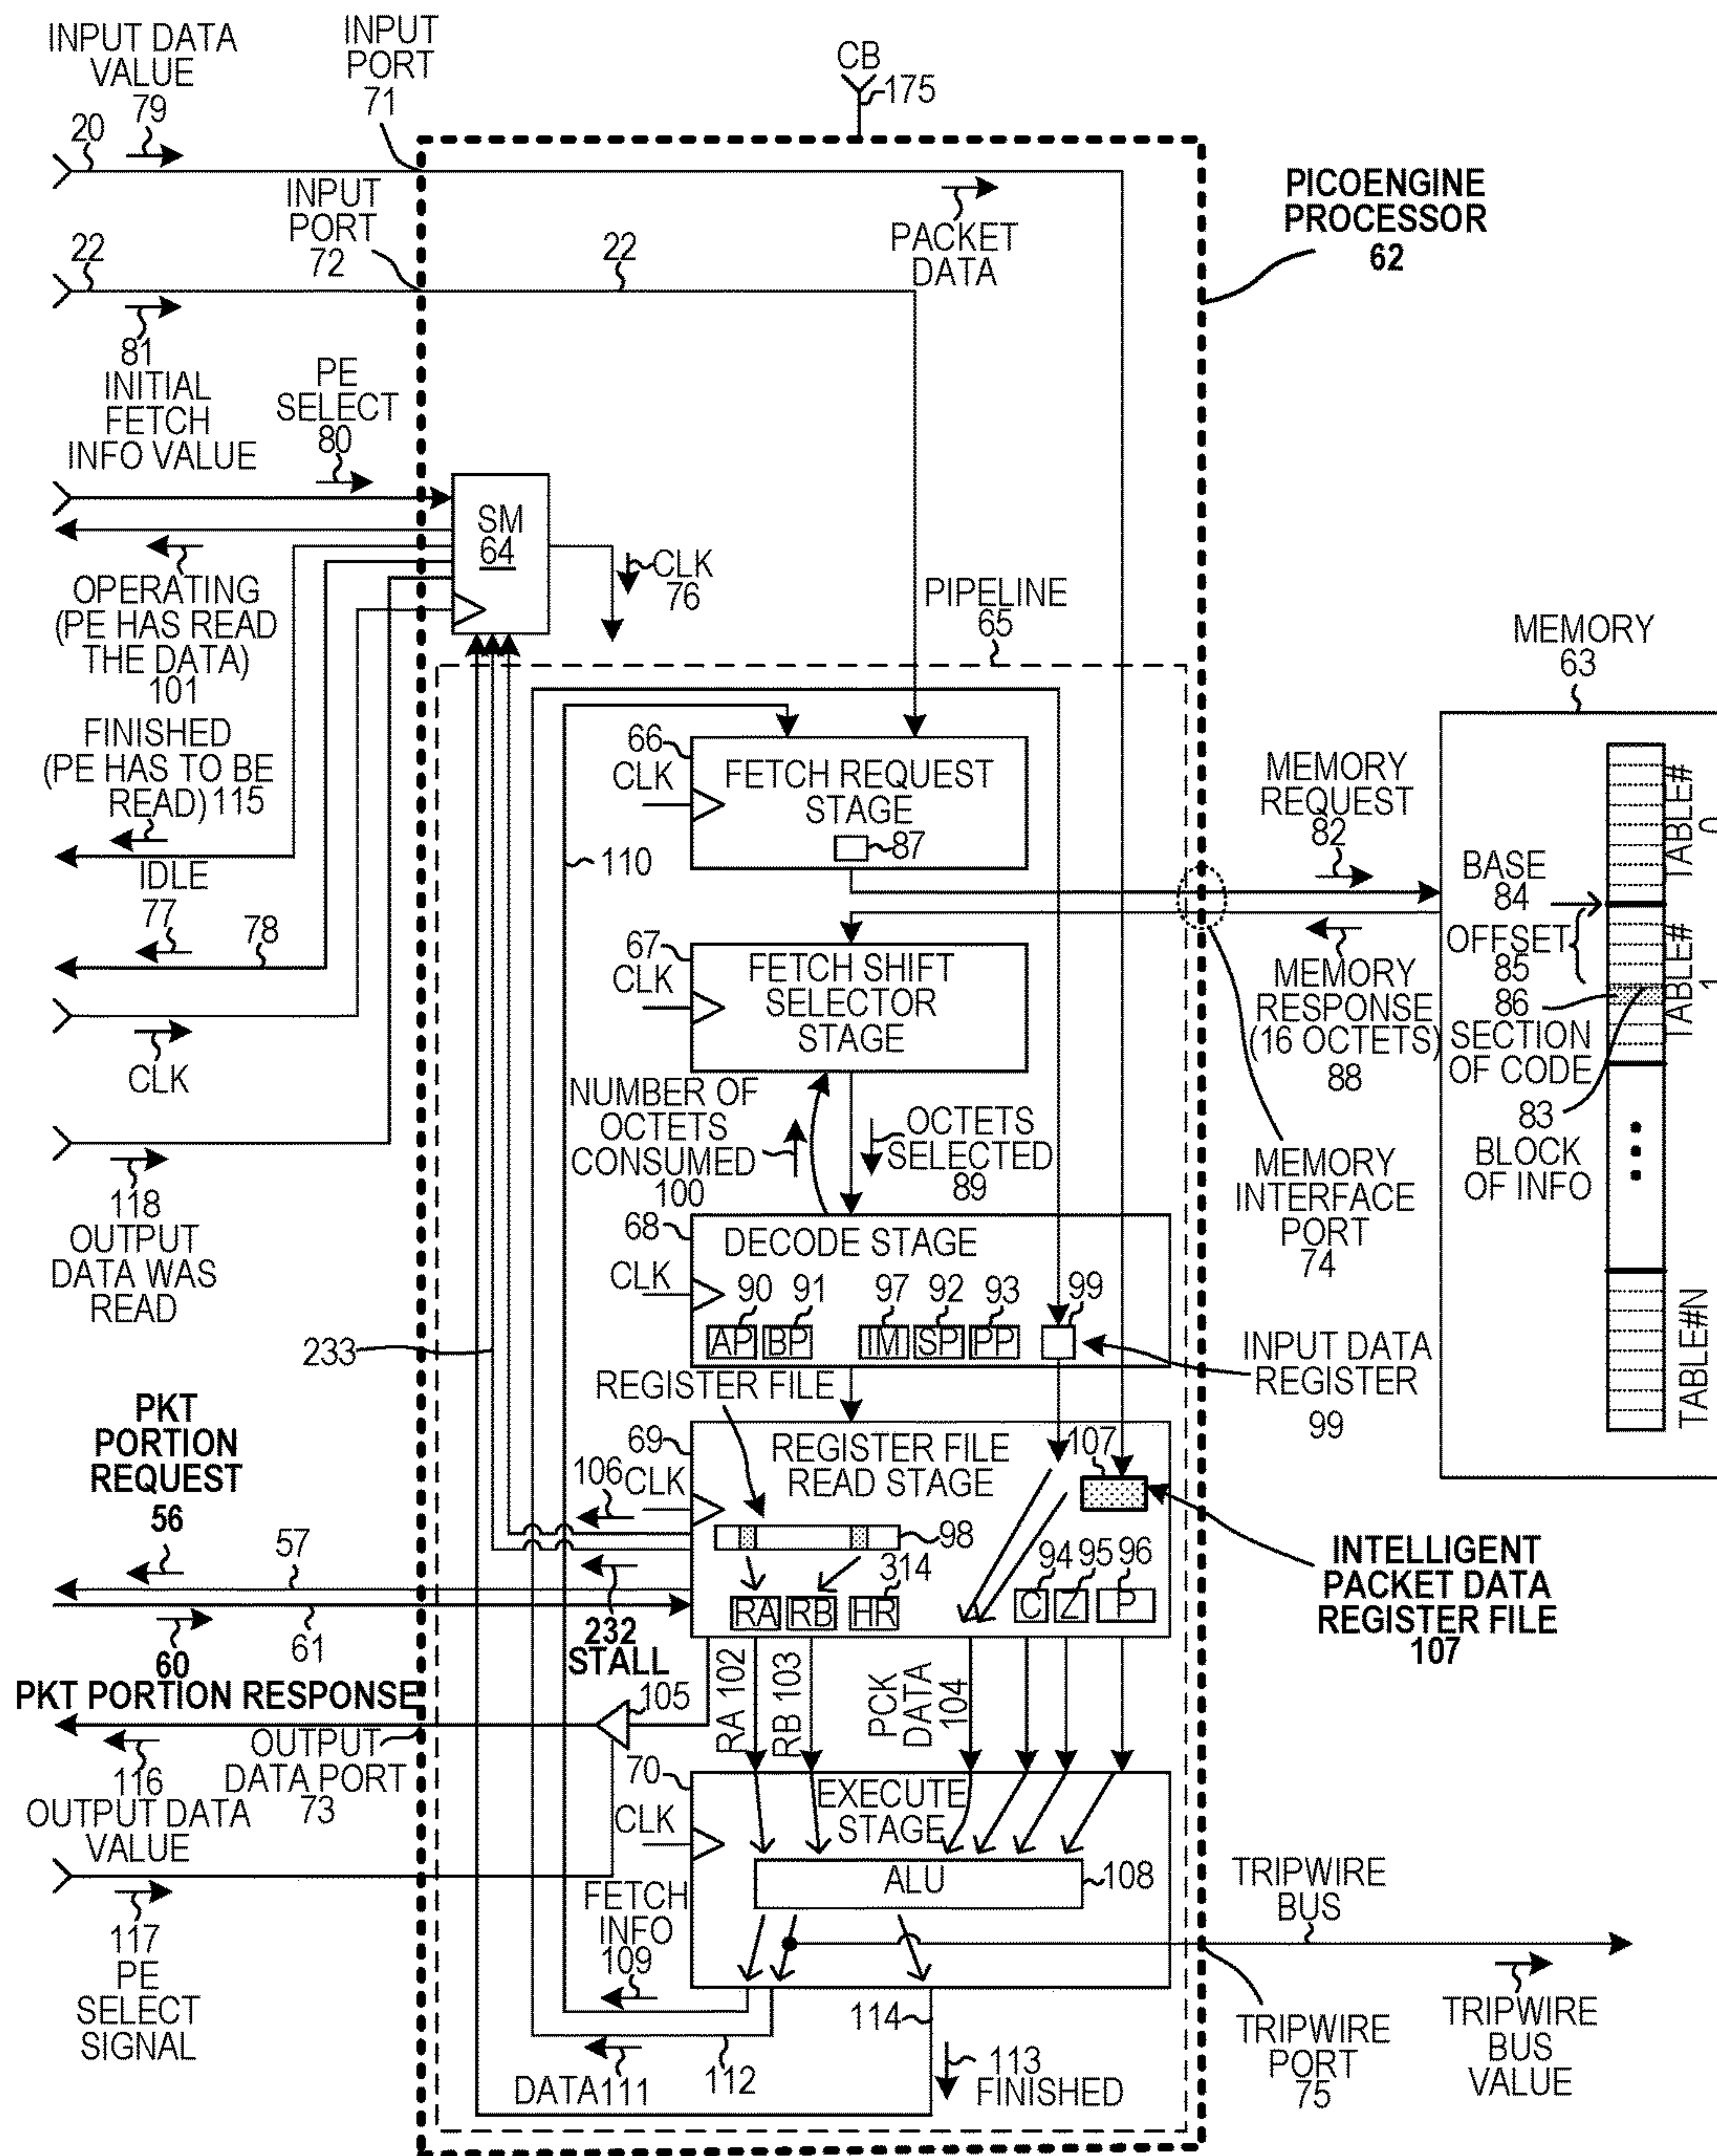 INPUT DATA
VALUE
79
20
INPUT
PORT
71
CB
175
INPUT
PORT
72
22
22
PACKET
DATA
PICOENGINE
PROCESSOR
62
81
INITIAL
FETCH
INFO VALUE
PE
SELECT
80
SM
64
CLK
76
OPERATING
(PE HAS READ
THE DATA)
101
FINISHED
(PE HAS TO BE
READ) 115
IDLE
77
78
CLK
118
OUTPUT
DATA WAS
READ
PIPELINE
65
66
CLK
FETCH REQUEST
STAGE
87
110
MEMORY
REQUEST
82
MEMORY
63
BASE
84
OFFSET
85
86
SECTION
OF CODE
83
BLOCK
OF INFO
TABLE#
0
TABLE#
1
TABLE#N
MEMORY
RESPONSE
(16 OCTETS)
88
MEMORY
INTERFACE
PORT
74
67
CLK
FETCH SHIFT
SELECTOR
STAGE
NUMBER OF
OCTETS
CONSUMED
100
OCTETS
SELECTED
89
68
DECODE STAGE
CLK
90
91
97
92
93
99
AP
BP
IM
SP
PP
INPUT DATA
REGISTER
99
233
REGISTER FILE
69
REGISTER FILE
READ STAGE
107
106
CLK
98
314
94
95
96
RA
RB
HR
C
Z
P
INTELLIGENT
PACKET DATA
REGISTER FILE
107
PKT
PORTION
REQUEST
56
57
60
61
PKT PORTION RESPONSE
232
STALL
105
RA 102
RB 103
PCK
DATA
104
116
OUTPUT DATA
VALUE
OUTPUT
DATA PORT
73
70
CLK
EXECUTE
STAGE
ALU
108
117
PE
SELECT
SIGNAL
FETCH
INFO
109
TRIPWIRE
BUS
114
112
DATA 111
113
FINISHED
TRIPWIRE
PORT
75
TRIPWIRE
BUS
VALUE